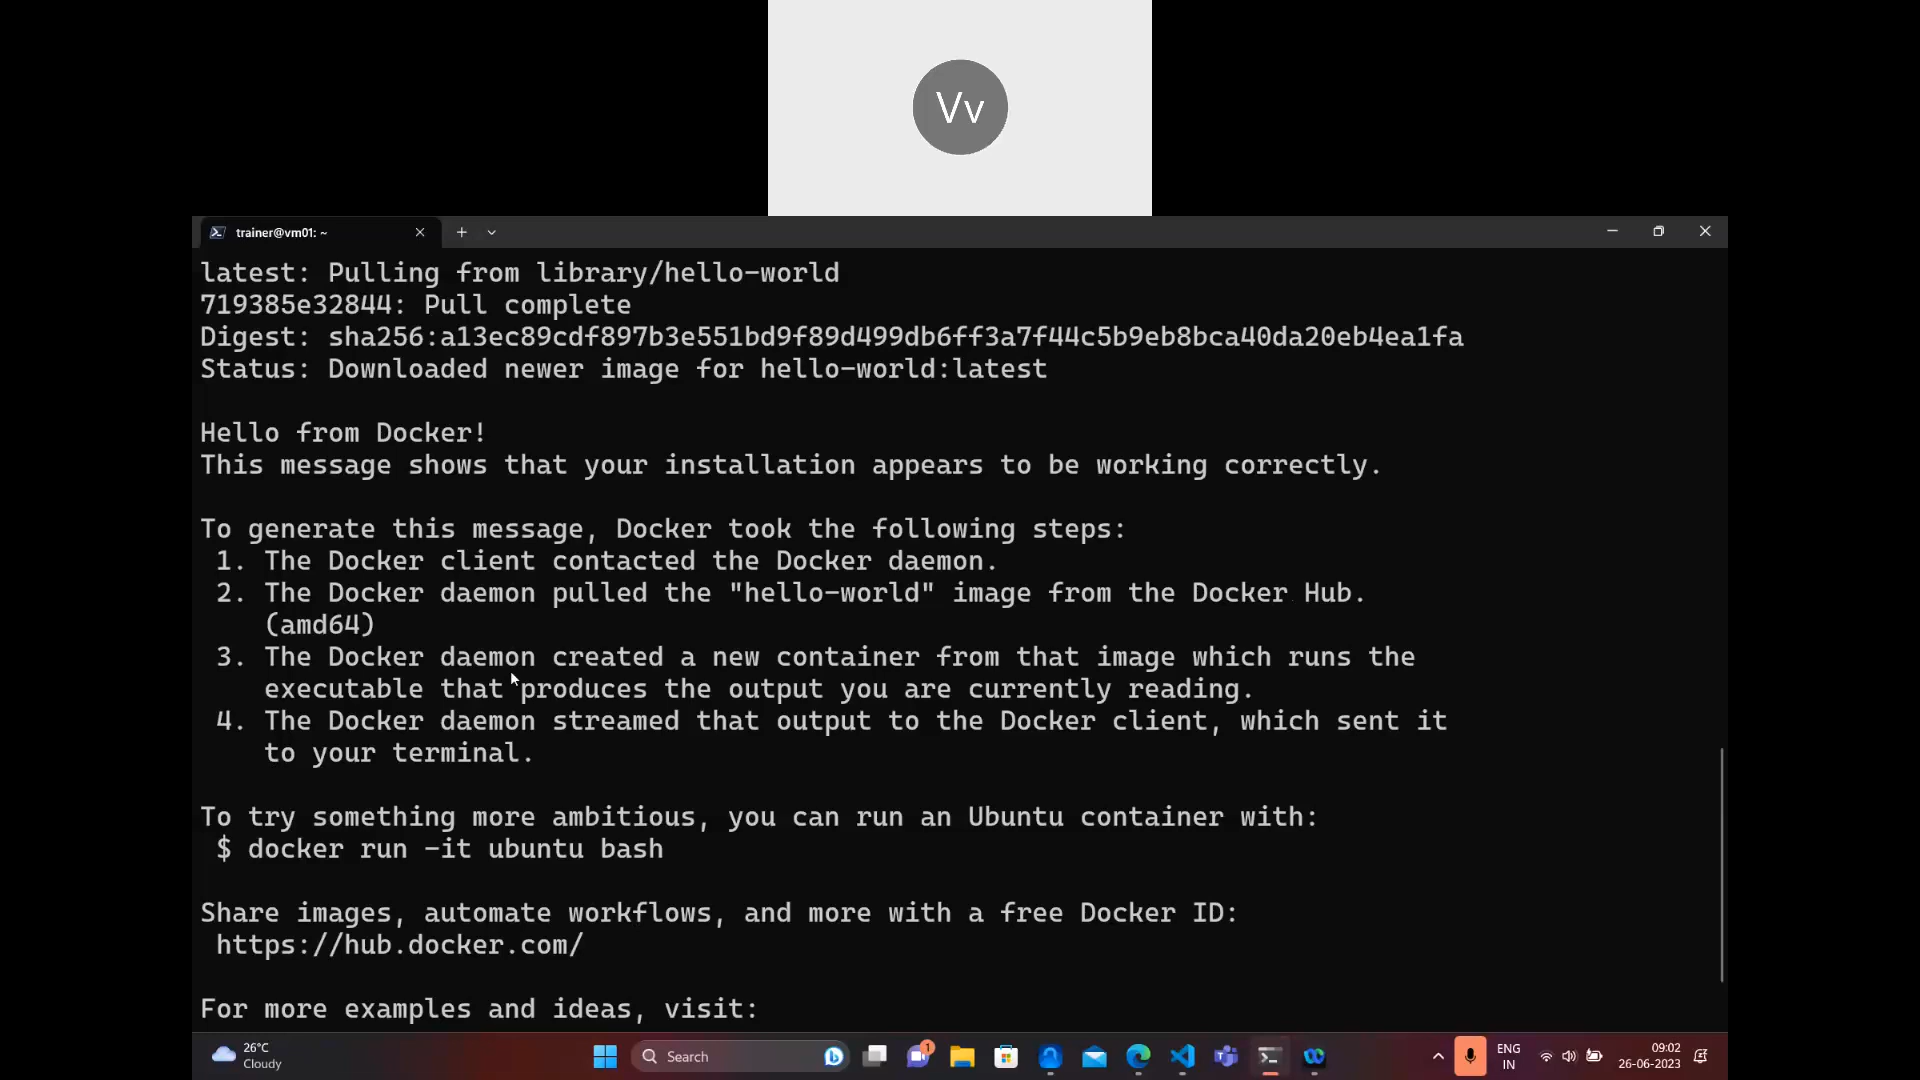 Vv
trainer@vm01: ~
latest: Pulling from library/hello-world
719385e32844: Pull complete
Digest: sha256:a13ec89cdf897b3e551bd9f89d499db6ff3a7f44c5b9eb8bca40da20eb4ea1fa
Status: Downloaded newer image for hello-world:latest
Hello from Docker!
This message shows that your installation appears to be working correctly.
To generate this message, Docker took the following steps:
1. The Docker client contacted the Docker daemon.
2. The Docker daemon pulled the "hello-world" image from the Docker Hub.
(amd64)
3. The Docker daemon created a new container from that image which runs the
executable that produces the output you are currently reading.
4. The Docker daemon streamed that output to the Docker client, which sent it
to your terminal.
To try something more ambitious, you can run an Ubuntu container with:
$ docker run -it ubuntu bash
Share images, automate workflows, and more with a free Docker ID:
https://hub.docker.com/
For more examples and ideas, visit:
26°C
Cloudy
Search
1
ENG
IN
09:02
26-06-2023